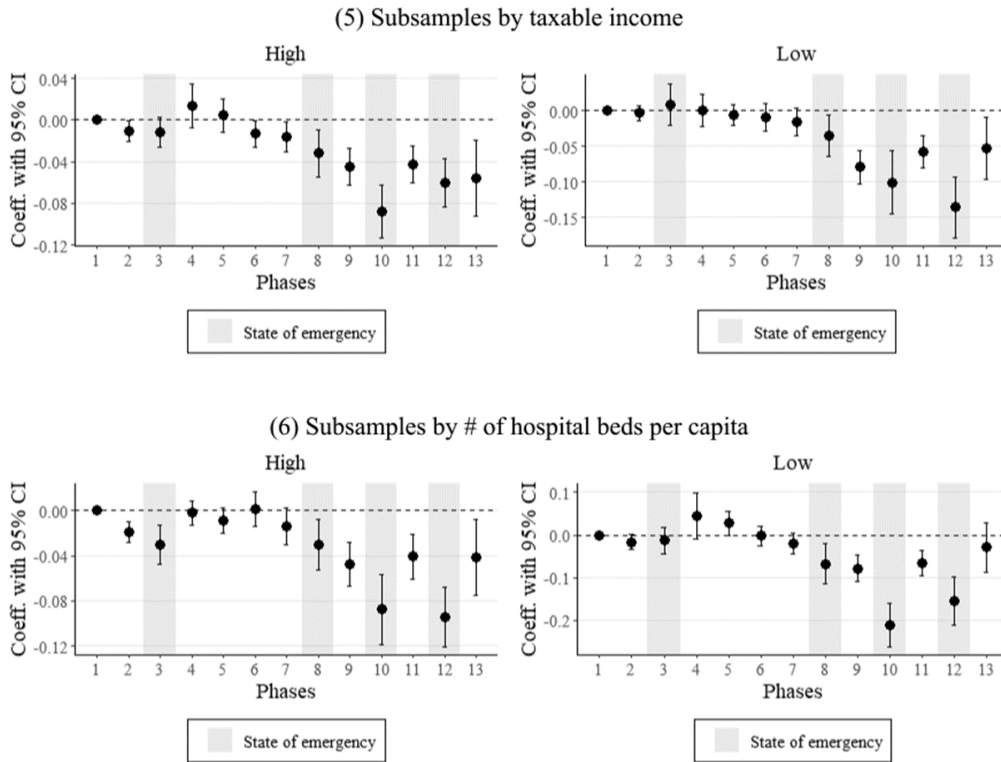 (5) Subsamples by taxable income
High
Coeff. with 95% CI
0.04
0.00
-0.04
-0.08
-0.12
1 2 3 4 5 6 7 8 9 10 11 12 13
Phases
State of emergency
Low
Coeff. with 95% CI
0.00
-0.05
-0.10
-0.15
1 2 3 4 5 6 7 8 9 10 11 12 13
Phases
State of emergency
(6) Subsamples by # of hospital beds per capita
High
Coeff. with 95% CI
0.00
-0.04
-0.08
-0.12
1 2 3 4 5 6 7 8 9 10 11 12 13
Phases
State of emergency
Low
Coeff. with 95% CI
0.1
0.0
-0.1
-0.2
1 2 3 4 5 6 7 8 9 10 11 12 13
Phases
State of emergency